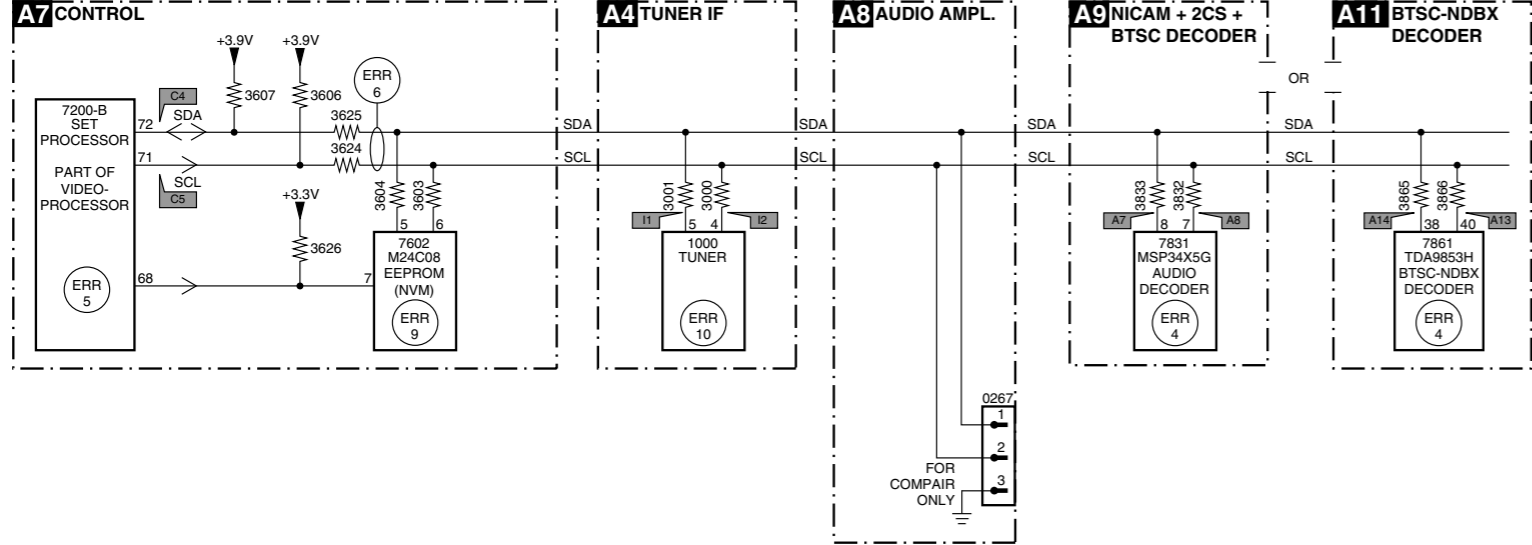 A7 CONTROL
+3.9V
+3.9V
3607
3606
ERR
6
7200-B
SET
PROCESSOR
PART OF
VIDEO-
PROCESSOR
ERR
5
72
C4
SDA
71
SCL
C5
68
3625
3624
+3.3V
3626
3604
3603
5
6
7
7602
M24C08
EEPROM
(NVM)
ERR
9
SDA
SCL
A4 TUNER IF
3001
3000
I1
5
4
I2
1000
TUNER
ERR
10
SDA
SCL
A8 AUDIO AMPL.
0267
1
2
3
FOR
COMPAIR
ONLY
SDA
SCL
A9 NICAM + 2CS +
BTSC DECODER
3833
3832
A7
8
7
A8
7831
MSP34X5G
AUDIO
DECODER
ERR
4
OR
SDA
SCL
A11 BTSC-NDBX
DECODER
3865
3866
A14
38
40
A13
7861
TDA9853H
BTSC-NDBX
DECODER
ERR
4